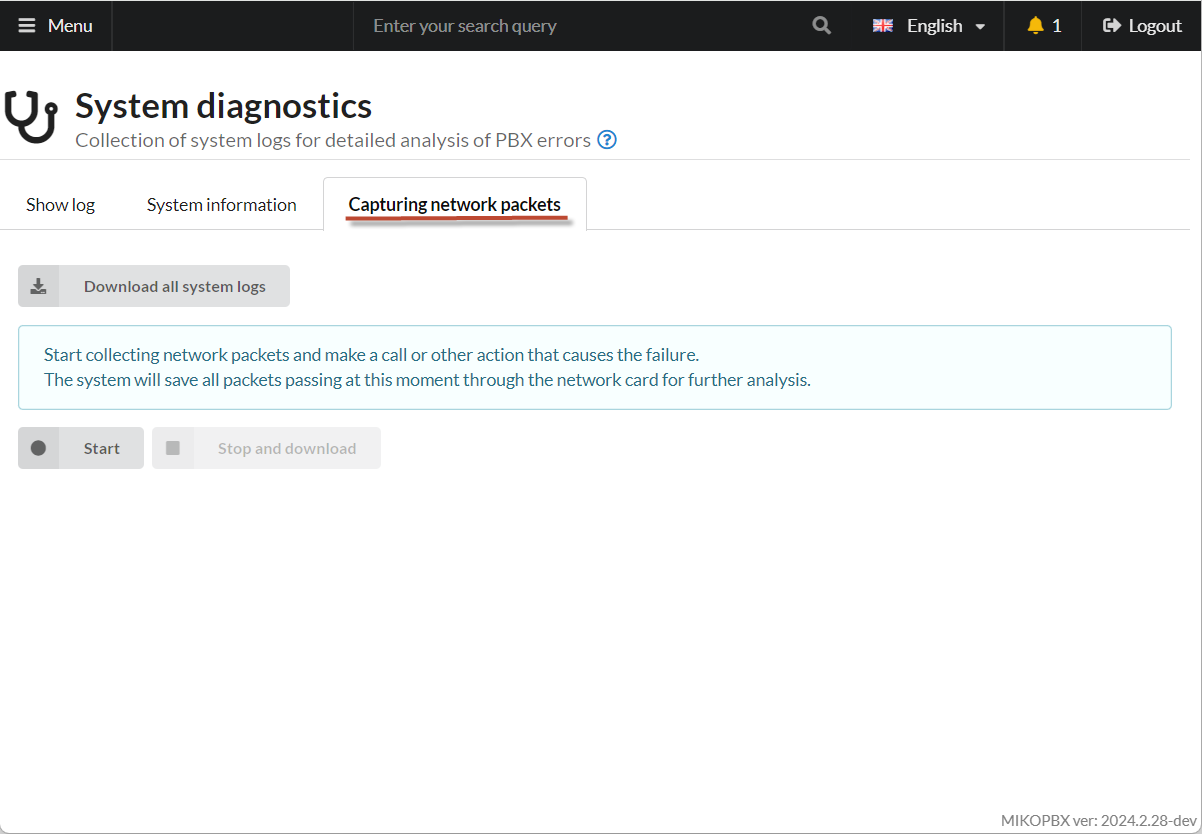 Menu
Enter your search query
English
1
Logout
System diagnostics
Collection of system logs for detailed analysis of PBX errors ?
Show log
System information
Capturing network packets
Download all system logs
Start collecting network packets and make a call or other action that causes the failure.
The system will save all packets passing at this moment through the network card for further analysis.
Start
Stop and download
MIKOPBX ver: 2024.2.28-dev